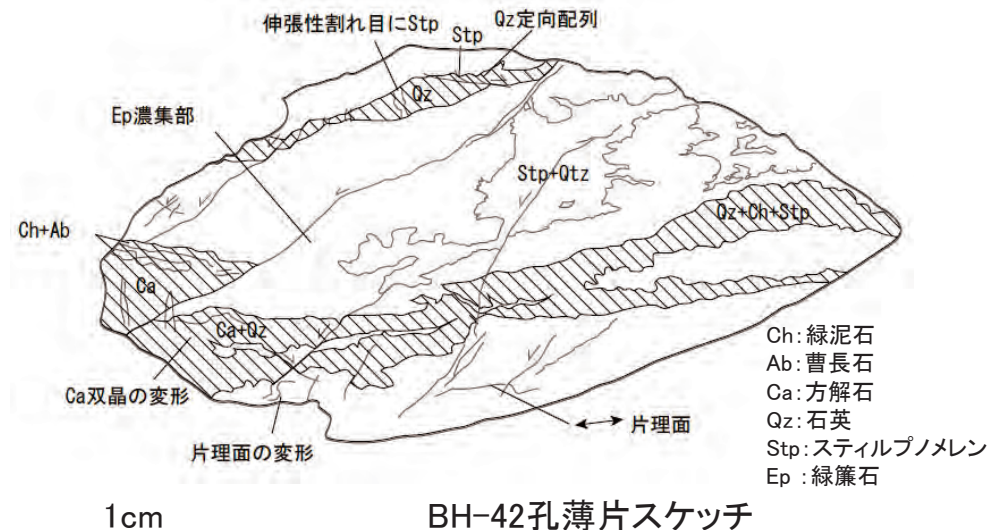 伸張性割れ目にStp
Stp
Qz定向配列
Qz
Ep濃集部
Stp+Qtz
Qz+Ch+Stp
Ch+Ab
Ca
Ca+Qz
Ca双晶の変形
片理面の変形
片理面
Ch：緑泥石
Ab：曹長石
Ca：方解石
Qz：石英
Stp：スティルプノメレン
Ep：緑簾石
1cm
BH-42孔薄片スケッチ